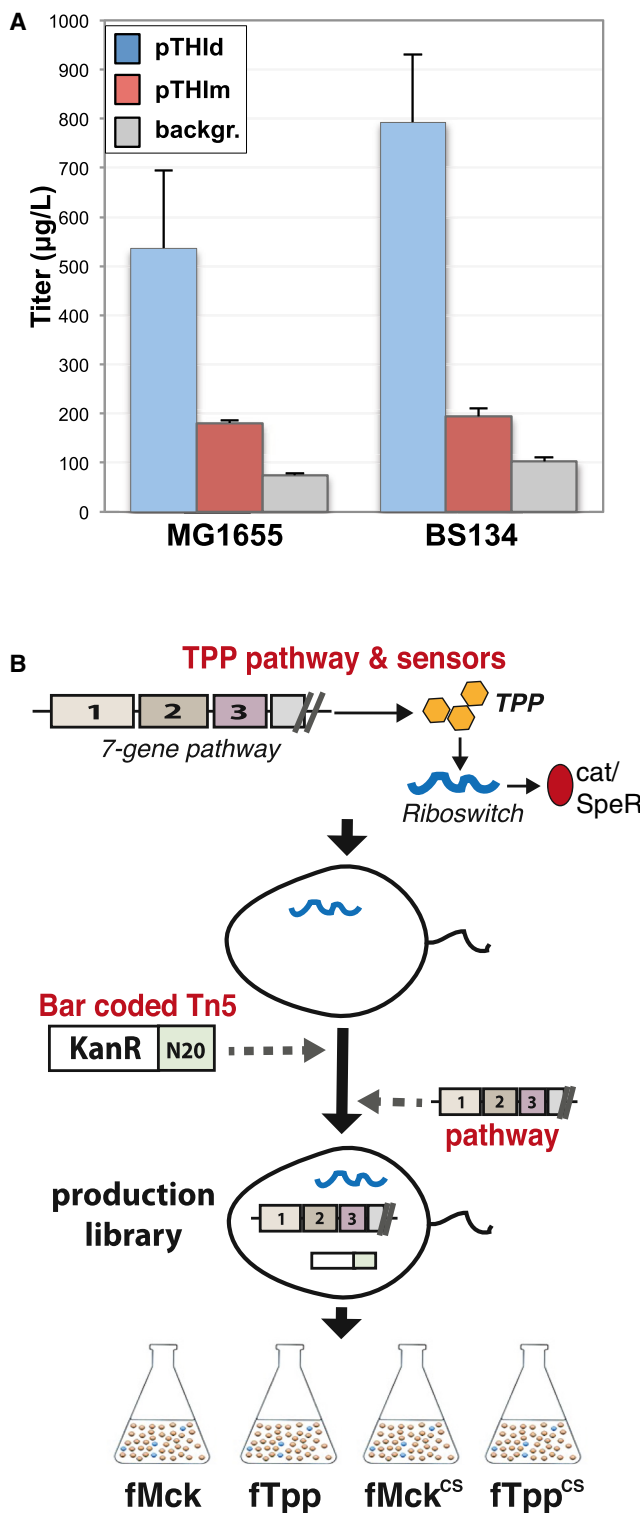 A
1000
900
800
700
600
500
400
300
200
100
0
Titer (µg/L)
pTHId
pTHIm
backgr.
MG1655
BS134
B
TPP pathway & sensors
1 2 3
7-gene pathway
TPP
Riboswitch
cat/
SpeR
Bar coded Tn5
KanR N20
1 2 3
pathway
production
library
1 2 3
fMck fTpp fMckCS fTppCS